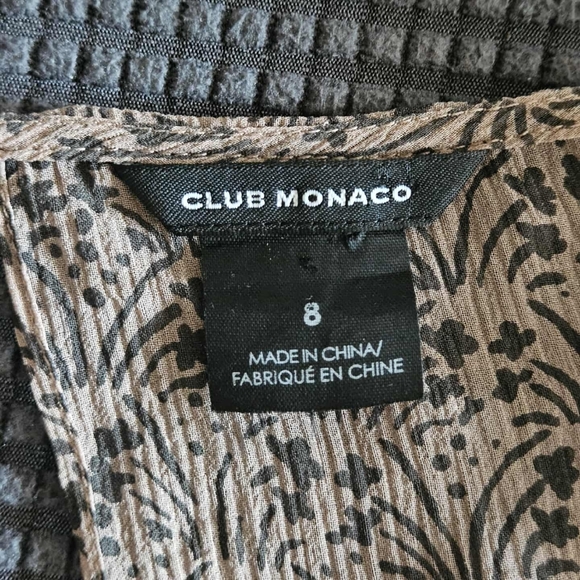 CLUB MONACO
8
MADE IN CHINA/
FABRIQUÉ EN CHINE